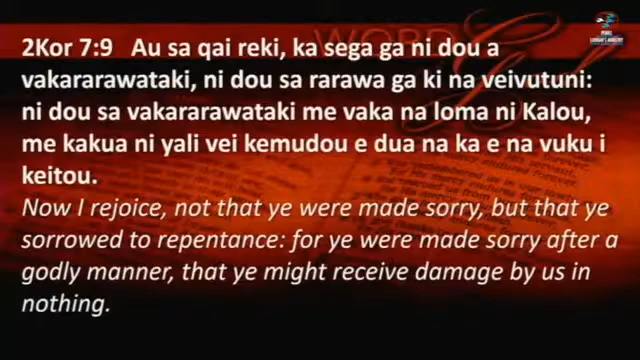 2Kor 7:9 Au sa qai reki, ka sega ga ni dou a
vakararawataki, ni dou sa rarawa ga ki na veivutuni:
ni dou sa vakararawataki me vaka na loma ni Kalou,
me kakua ni yali vei kemudou e dua na ka e na vuku i
keitou.
Now I rejoice, not that ye were made sorry, but that ye
sorrowed to repentance: for ye were made sorry after a
godly manner, that ye might receive damage by us in
nothing.
WORD